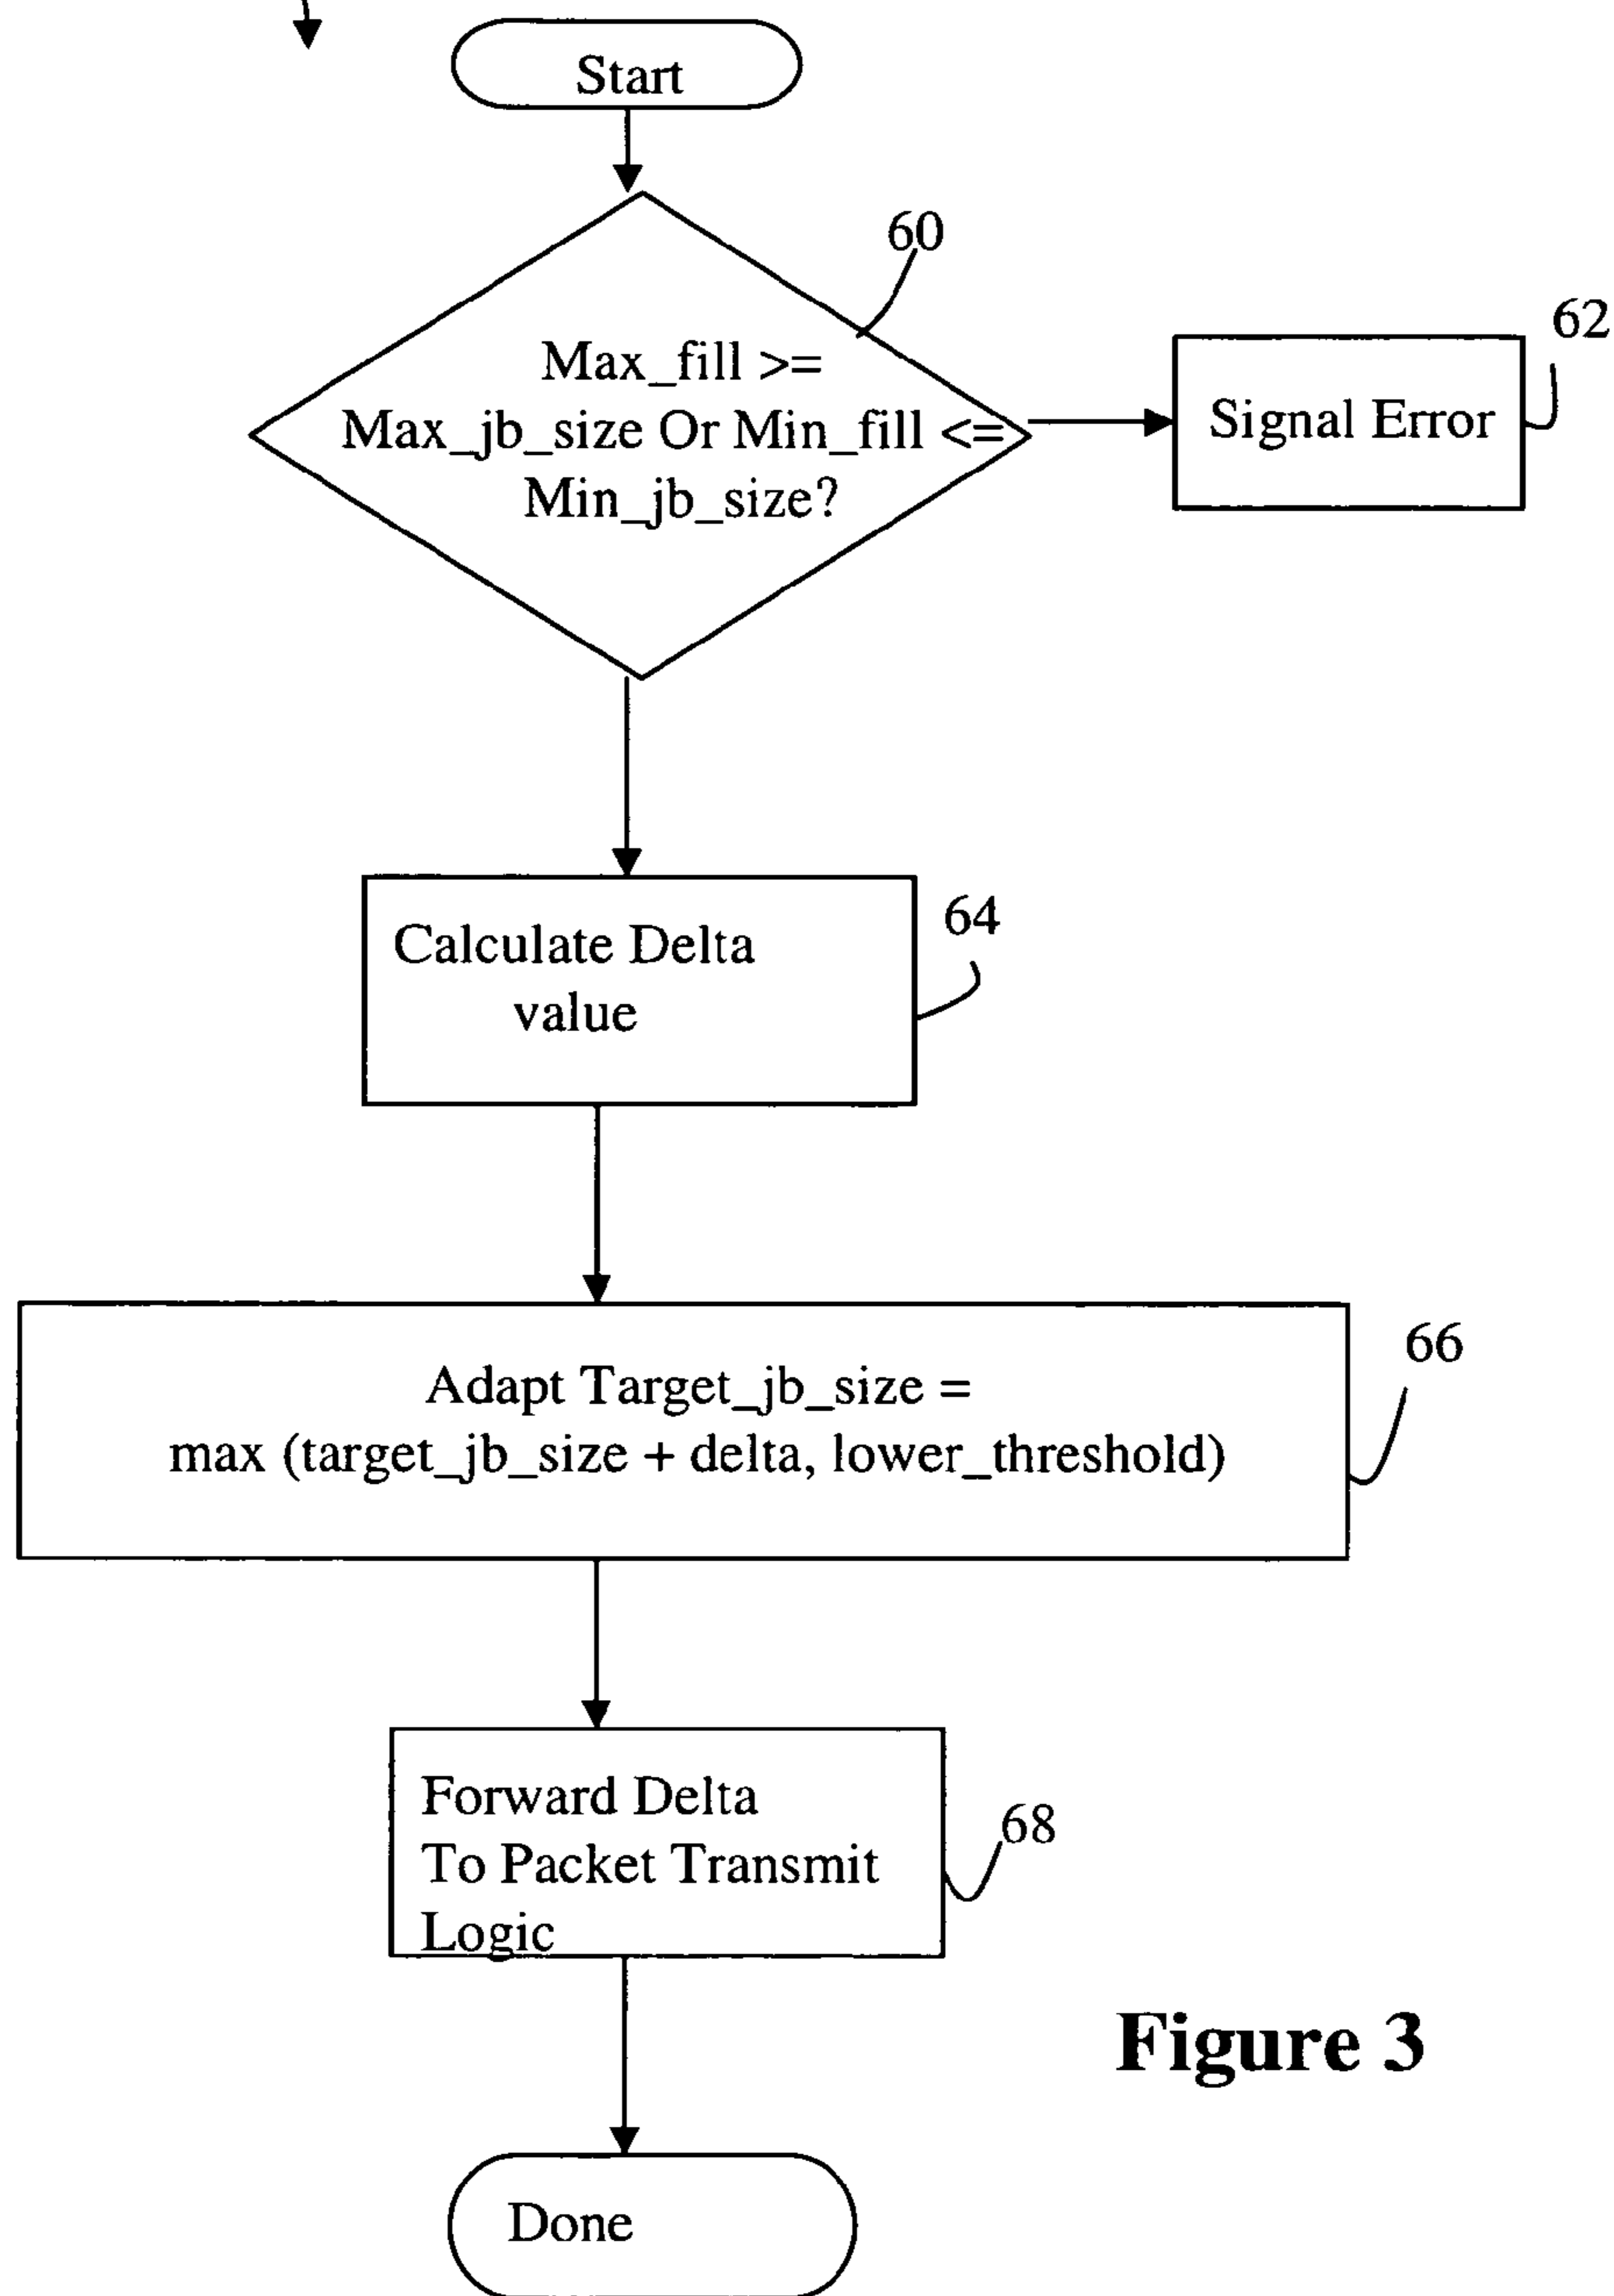 Start
60
Max_fill >=
Max_jb_size Or Min_fill <=
Min_jb_size?
62
Signal Error
Calculate Delta
value
64
Adapt Target_jb_size =
max (target_jb_size + delta, lower_threshold)
66
Forward Delta
To Packet Transmit
Logic
68
Figure 3
Done